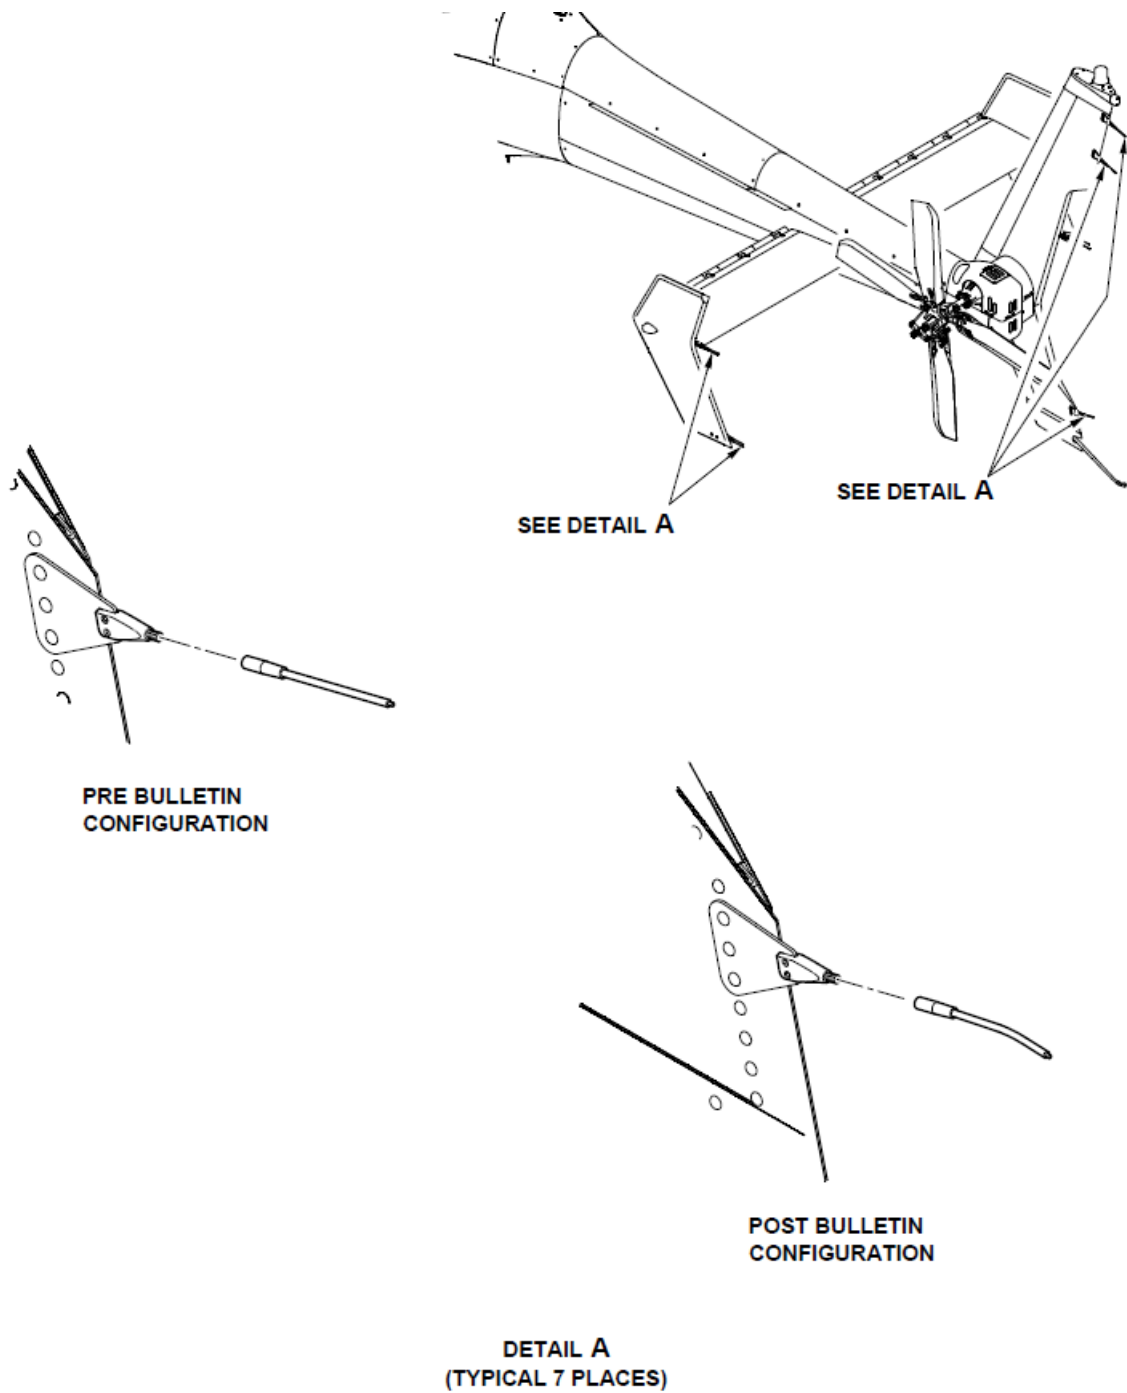 SEE DETAIL A
SEE DETAIL A
PRE BULLETIN
CONFIGURATION
POST BULLETIN
CONFIGURATION
DETAIL A
(TYPICAL 7 PLACES)